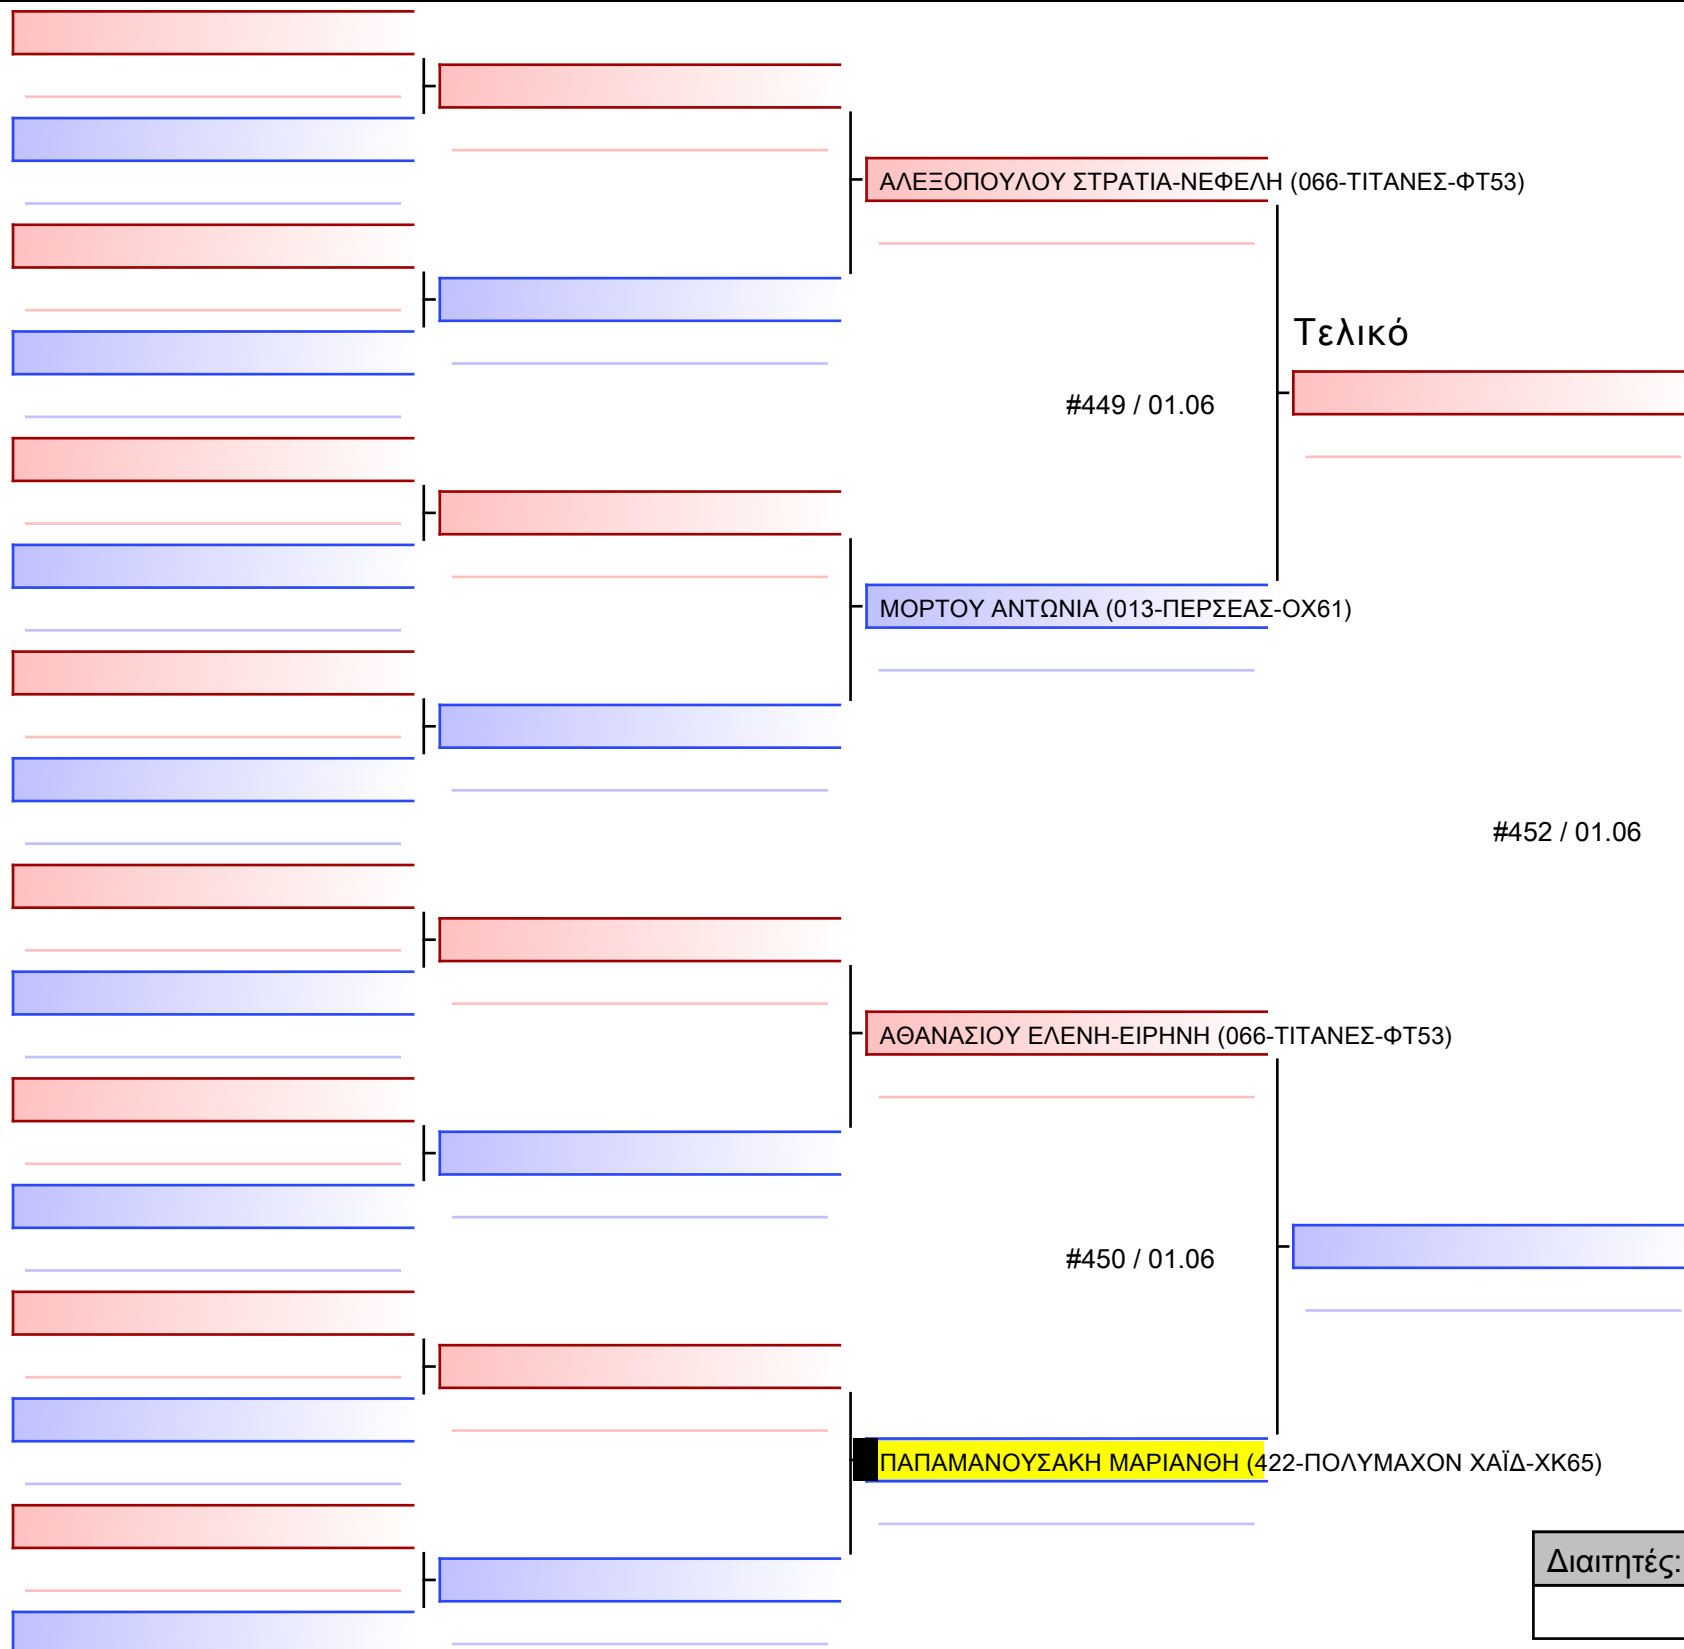 ΑΛΕΞΟΠΟΥΛΟΥ ΣΤΡΑΤΙΑ-ΝΕΦΕΛΗ (066-ΤΙΤΑΝΕΣ-ΦΤ53)
Τελικό
#449 / 01.06
ΜΟΡΤΟΥ ΑΝΤΩΝΙΑ (013-ΠΕΡΣΕΑΣ-ΟΧ61)
#452 / 01.06
ΑΘΑΝΑΣΙΟΥ ΕΛΕΝΗ-ΕΙΡΗΝΗ (066-ΤΙΤΑΝΕΣ-ΦΤ53)
#450 / 01.06
ΠΑΠΑΜΑΝΟΥΣΑΚΗ ΜΑΡΙΑΝΘΗ (422-ΠΟΛΥΜΑΧΟΝ ΧΑΪΔ-ΧΚ65)
Διαιτητές: